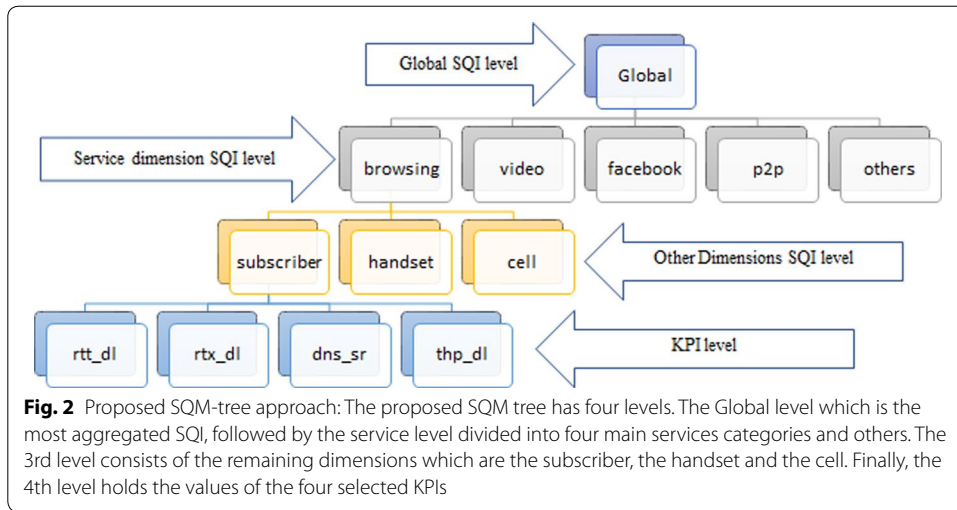 Global SQI level
Global
Service dimension SQI level
browsing
video
facebook
p2p
others
subscriber
handset
cell
Other Dimensions SQI level
rtt_dl
rtx_dl
dns_sr
thp_dl
KPI level
Fig. 2 Proposed SQM-tree approach: The proposed SQM tree has four levels. The Global level which is the
most aggregated SQI, followed by the service level divided into four main services categories and others. The
3rd level consists of the remaining dimensions which are the subscriber, the handset and the cell. Finally, the
4th level holds the values of the four selected KPIs